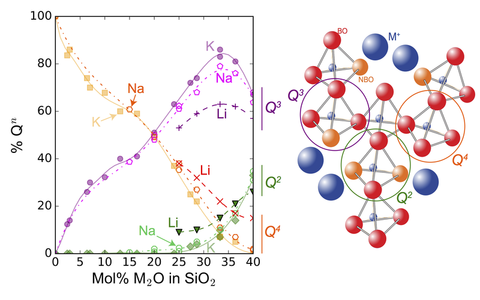 100
80
60
40
20
0
% Qⁿ
0 5 10 15 20 25 30 35 40
Mol% M₂O in SiO₂
K
Na
Li
Na
K
Li
Li
Na
Q³
Q²
Q⁴
BO
M⁺
NBO
Q³
Q⁴
Q²